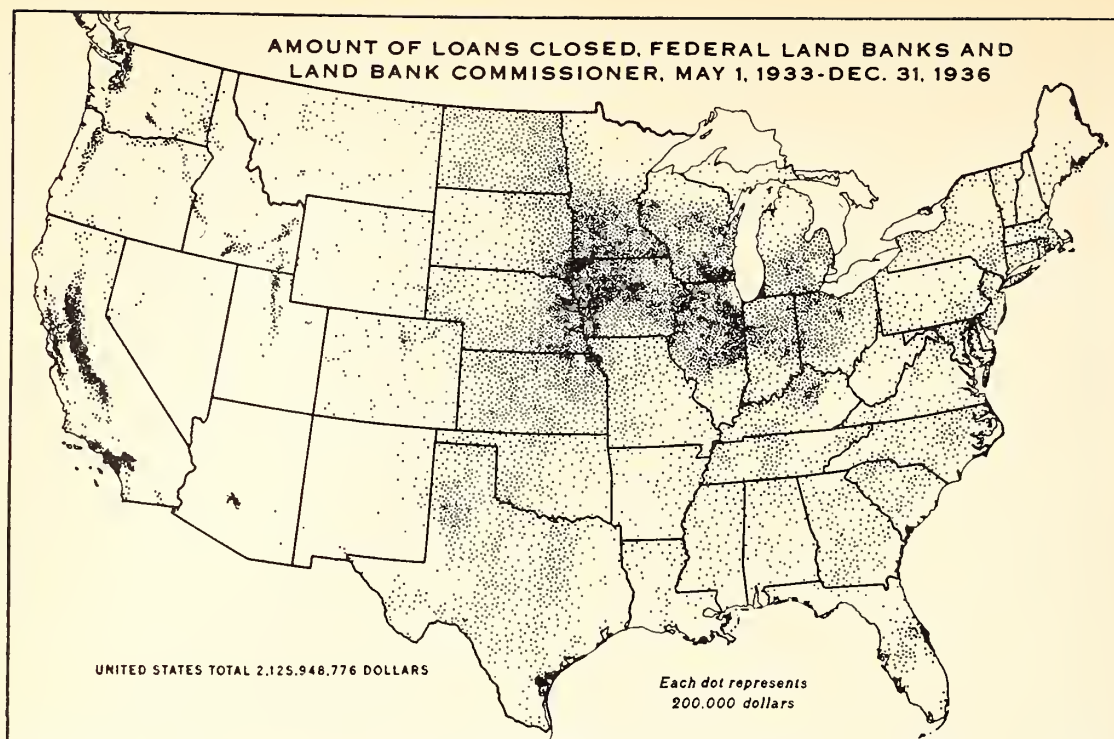 AMOUNT OF LOANS CLOSED, FEDERAL LAND BANKS AND
LAND BANK COMMISSIONER, MAY 1, 1933-DEC. 31, 1936
UNITED STATES TOTAL 2,125,948,776 DOLLARS
Each dot represents
200,000 dollars